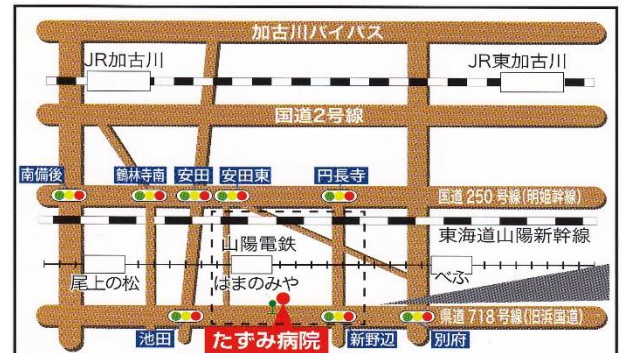 加古川バイパス
JR加古川
JR東加古川
国道2号線
南備後
鶴林寺南
安田
安田東
円長寺
国道250号線(明姫幹線)
山陽電鉄
東海道山陽新幹線
尾上の松
はまのみや
べふ
県道718号線(旧浜国道)
池田
たずみ病院
新野辺
別府